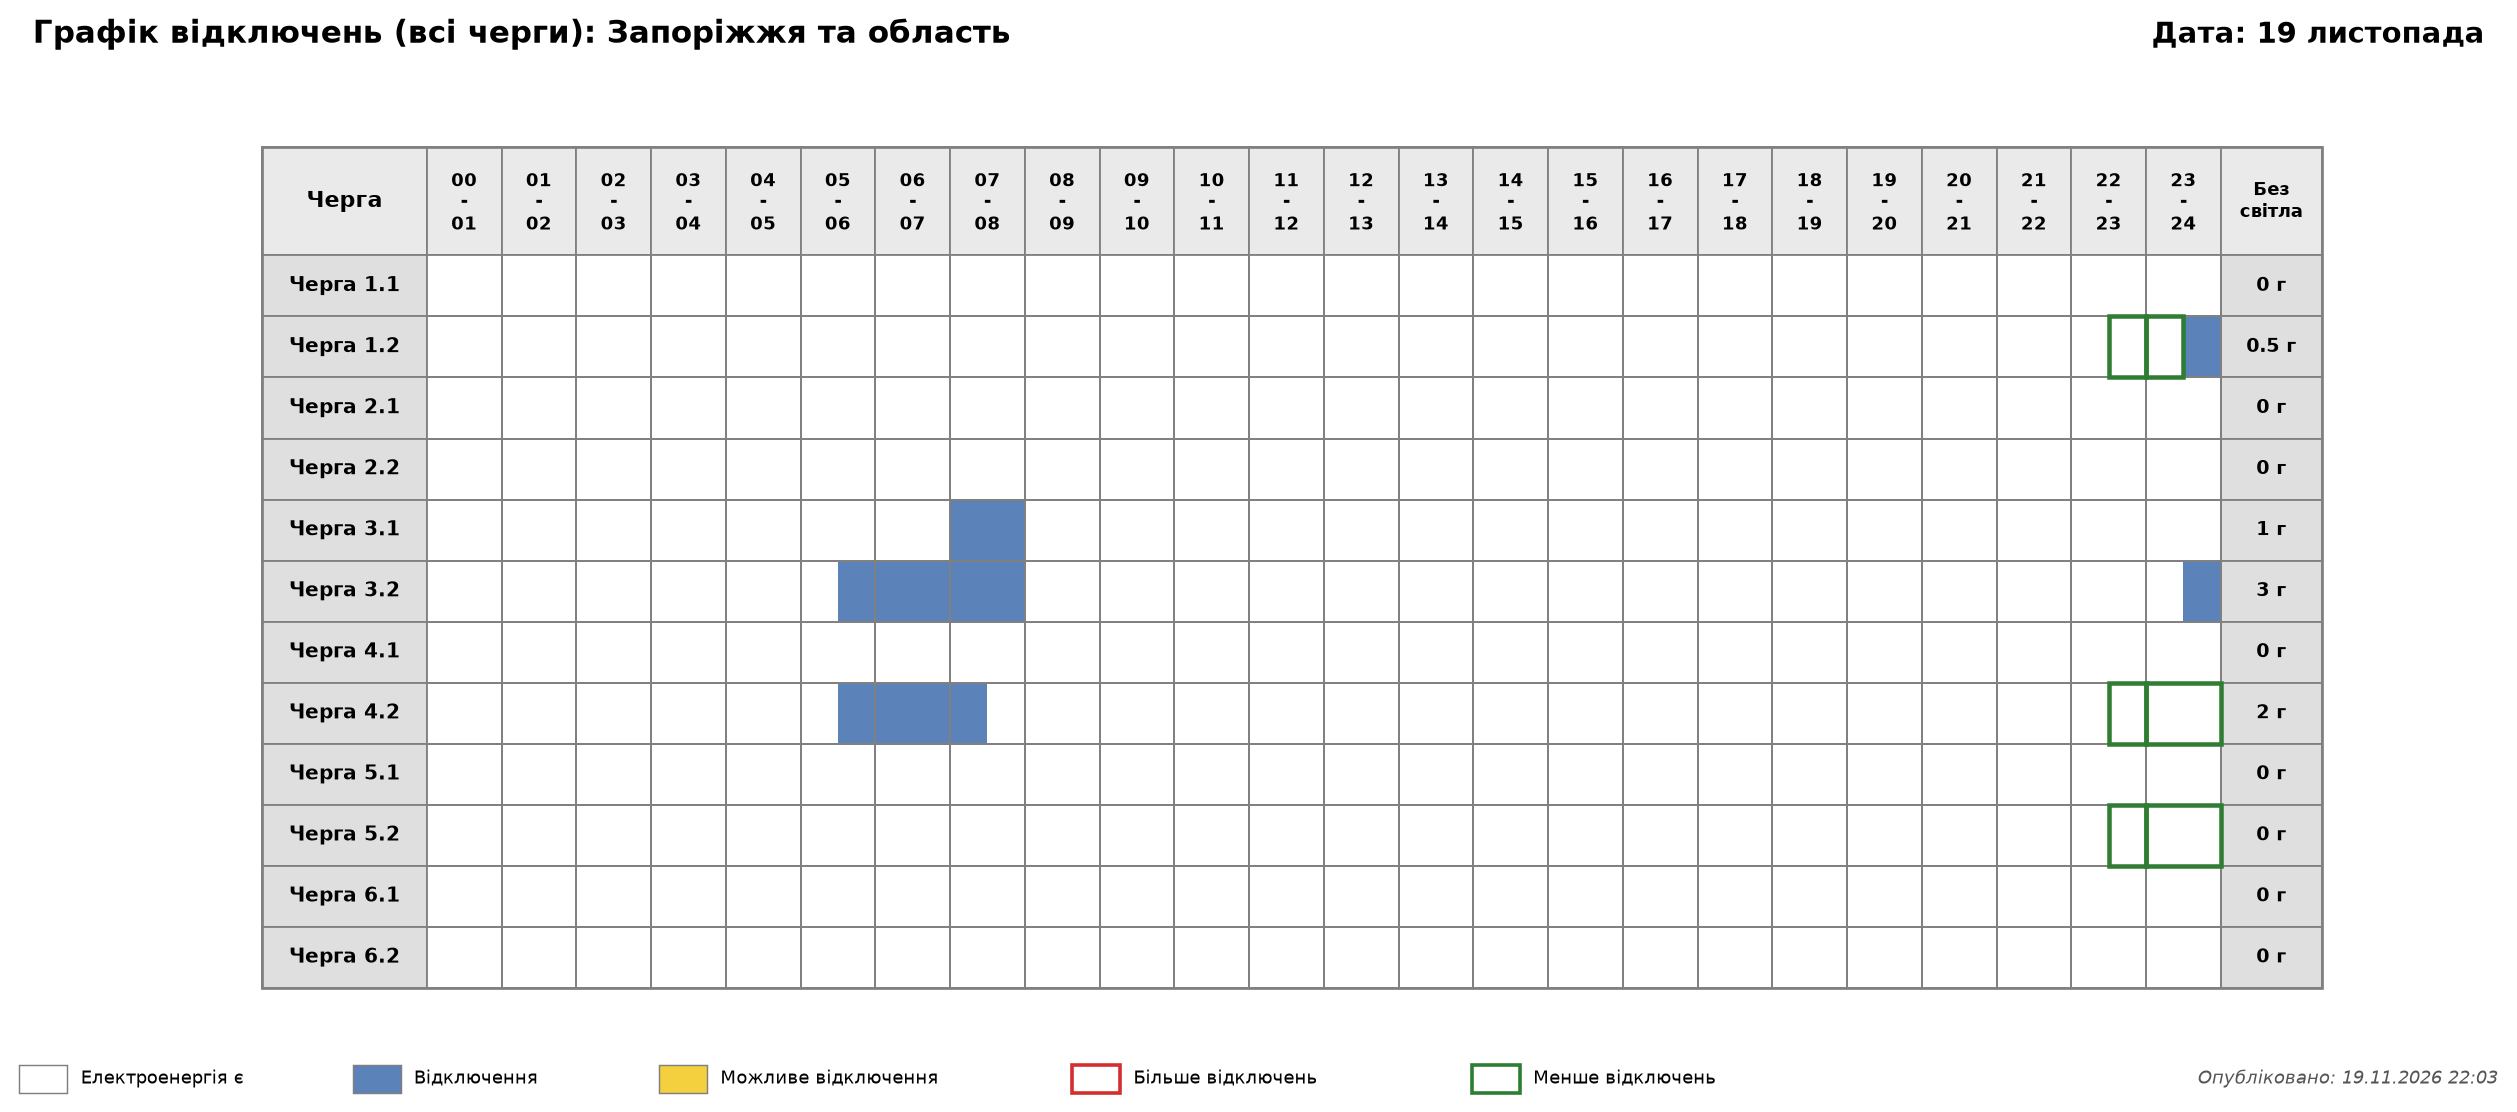 Графік відключень (всі черги): Запоріжжя та область
Дата: 19 листопада
Черга 00 - 01 01 - 02 02 - 03 03 - 04 04 - 05 05 - 06 06 - 07 07 - 08 08 - 09 09 - 10 10 - 11 11 - 12 12 - 13 13 - 14 14 - 15 15 - 16 16 - 17 17 - 18 18 - 19 19 - 20 20 - 21 21 - 22 22 - 23 23 - 24 Без світла
Черга 1.1 0 г
Черга 1.2 0.5 г
Черга 2.1 0 г
Черга 2.2 0 г
Черга 3.1 1 г
Черга 3.2 3 г
Черга 4.1 0 г
Черга 4.2 2 г
Черга 5.1 0 г
Черга 5.2 0 г
Черга 6.1 0 г
Черга 6.2 0 г
Електроенергія є
Відключення
Можливе відключення
Більше відключень
Менше відключень
Опубліковано: 19.11.2026 22:03